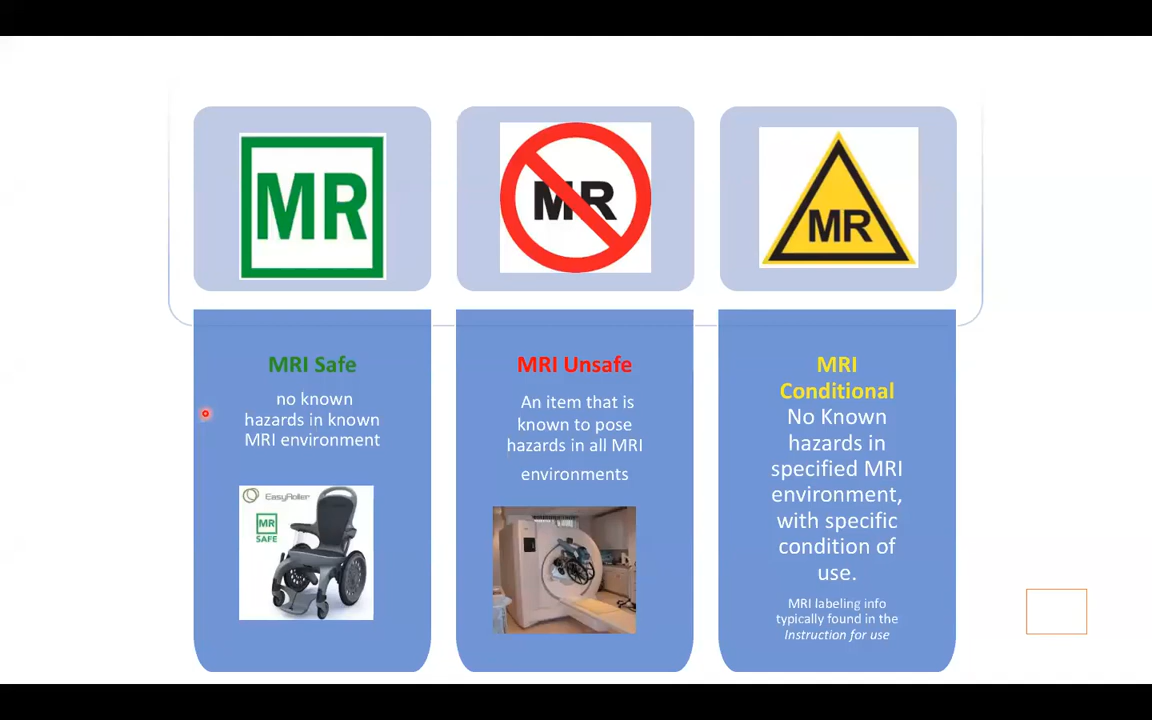 MR
MR
MR
MRI Safe
no known
hazards in known
MRI environment
EasyRoller
MR
SAFE
MRI Unsafe
An item that is
known to pose
hazards in all MRI
environments
MRI
Conditional
No Known
hazards in
specified MRI
environment,
with specific
condition of
use.
MRI labeling info
typically found in the
Instruction for use